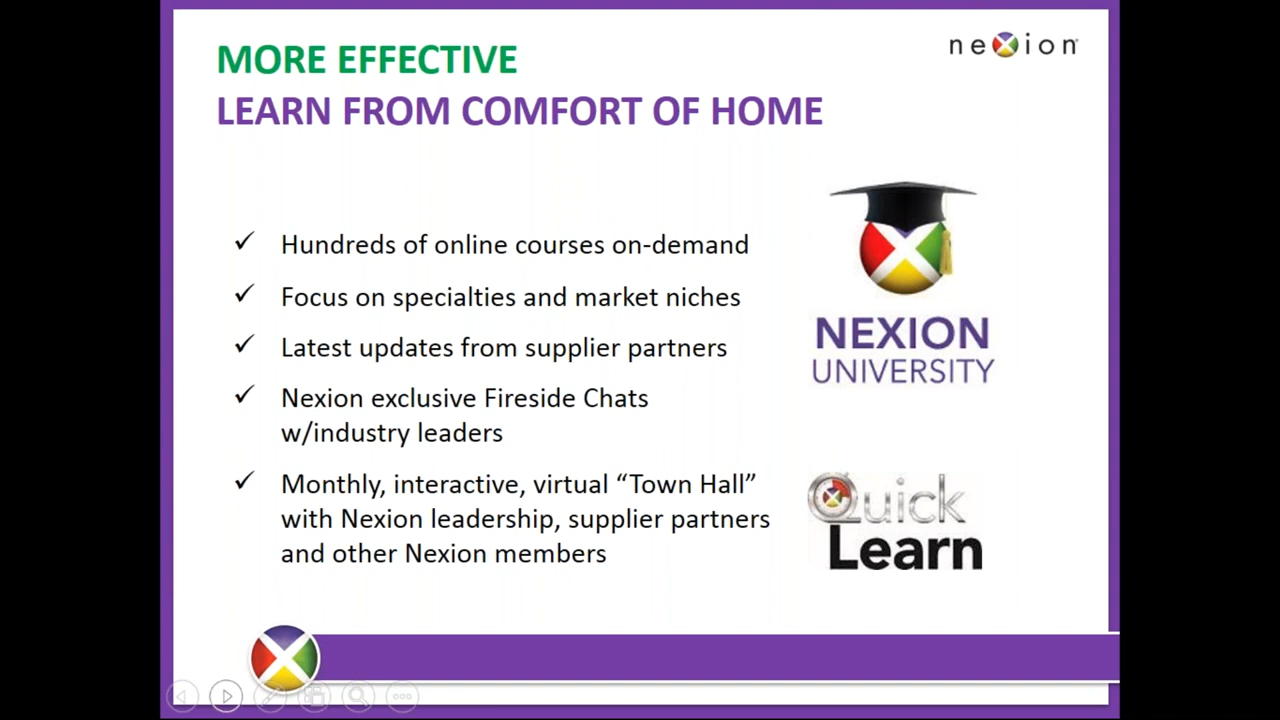 MORE EFFECTIVE
LEARN FROM COMFORT OF HOME
nexion
✓ Hundreds of online courses on-demand
✓ Focus on specialties and market niches
✓ Latest updates from supplier partners
✓ Nexion exclusive Fireside Chats
w/industry leaders
✓ Monthly, interactive, virtual “Town Hall”
with Nexion leadership, supplier partners
and other Nexion members
NEXION
UNIVERSITY
Quick
Learn